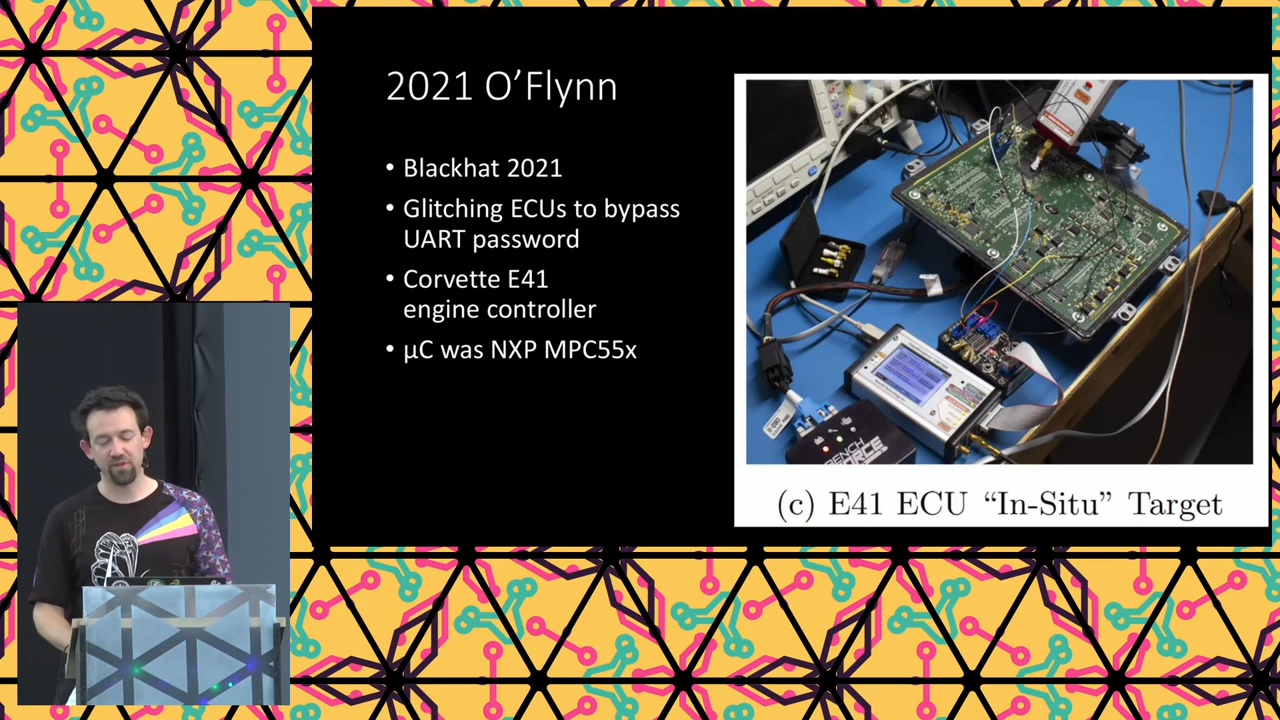 2021 O’Flynn
• Blackhat 2021
• Glitching ECUs to bypass
UART password
• Corvette E41
engine controller
• µC was NXP MPC55x
(c) E41 ECU “In-Situ” Target